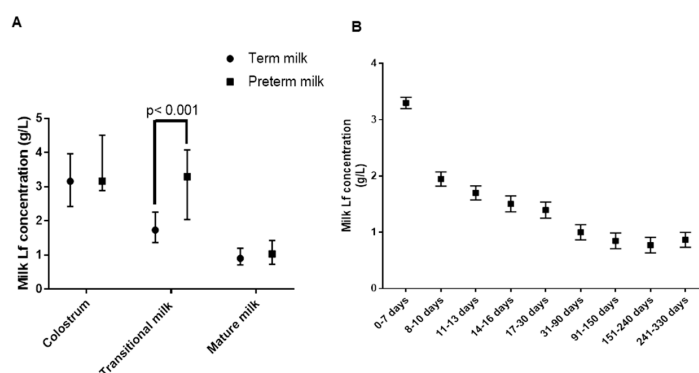 A
Term milk
Preterm milk
p< 0.001
Milk Lf concentration (g/L)
5
4
3
2
1
0
Colostrum
Transitional milk
Mature milk
B
Milk Lf concentration
(g/L)
4
3
2
1
0
0-7 days
8-10 days
11-13 days
14-16 days
17-30 days
31-90 days
91-150 days
151-240 days
241-330 days